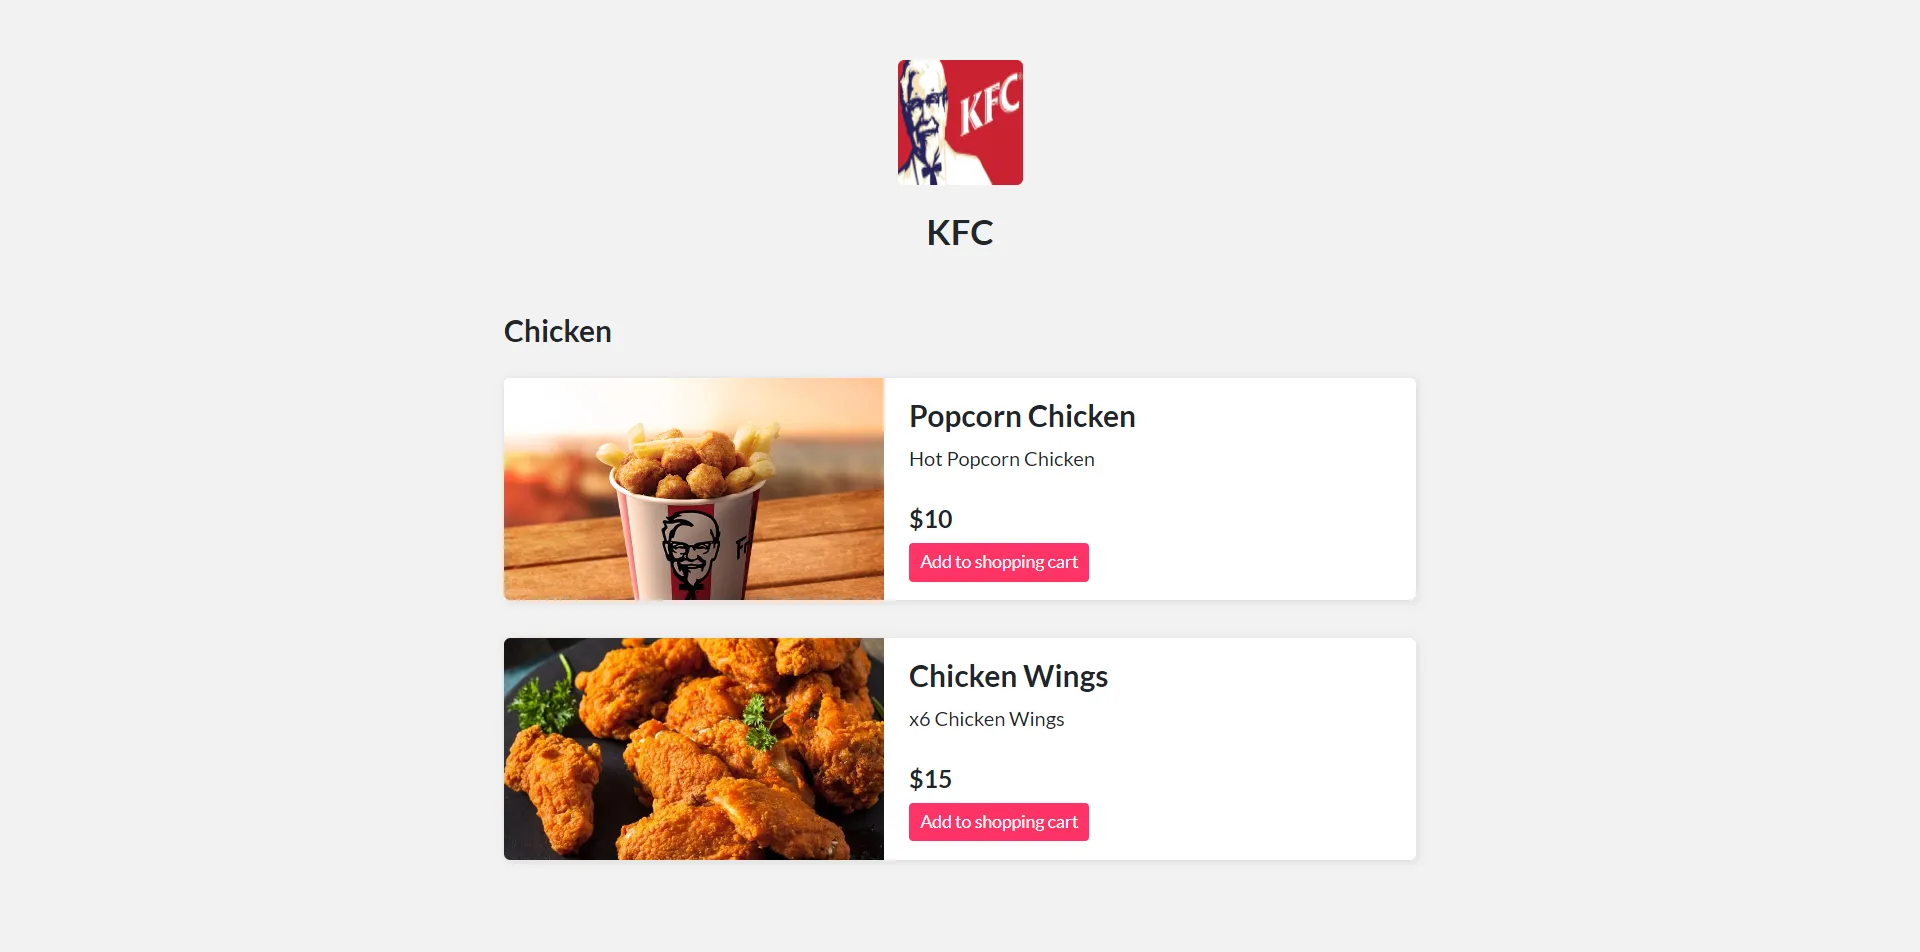 KFC
KFC
Chicken
Popcorn Chicken
Hot Popcorn Chicken
$10
Add to shopping cart
Chicken Wings
x6 Chicken Wings
$15
Add to shopping cart